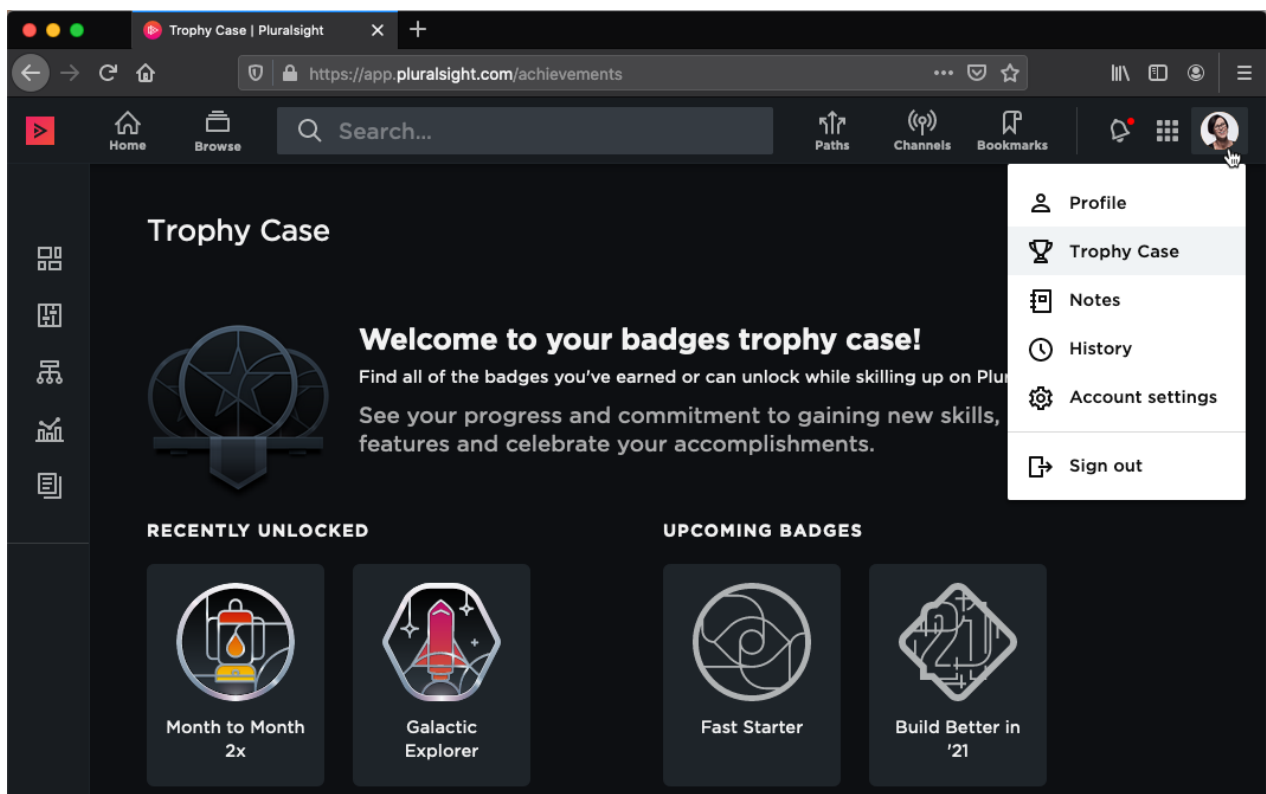 Trophy Case | Pluralsight
https://app.pluralsight.com/achievements
Home
Browse
Search...
Paths
Channels
Bookmarks
Profile
Trophy Case
Notes
History
Account settings
Sign out
Trophy Case
Welcome to your badges trophy case!
Find all of the badges you've earned or can unlock while skilling up on
See your progress and commitment to gaining new skills,
features and celebrate your accomplishments.
RECENTLY UNLOCKED
UPCOMING BADGES
Month to Month
2x
Galactic
Explorer
Fast Starter
21
Build Better in
'21